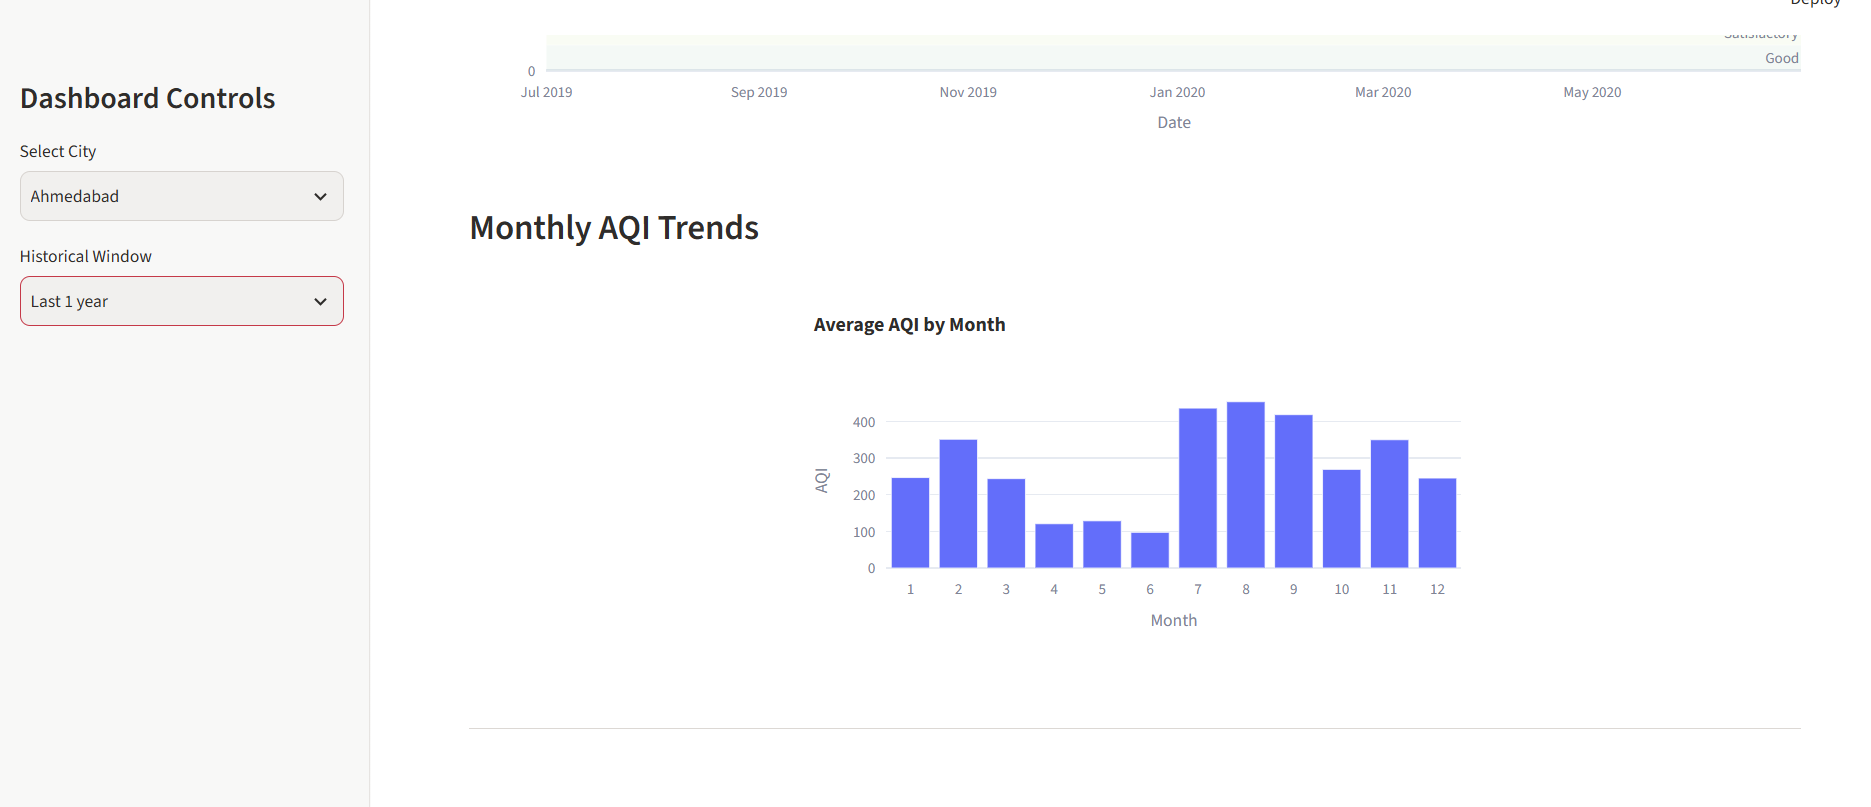 Deploy
Dashboard Controls
Select City
Ahmedabad
Historical Window
Last 1 year
Satisfactory
Good
0
Jul 2019 Sep 2019 Nov 2019 Jan 2020 Mar 2020 May 2020
Date
Monthly AQI Trends
Average AQI by Month
400
300
200
100
0
AQI
1 2 3 4 5 6 7 8 9 10 11 12
Month